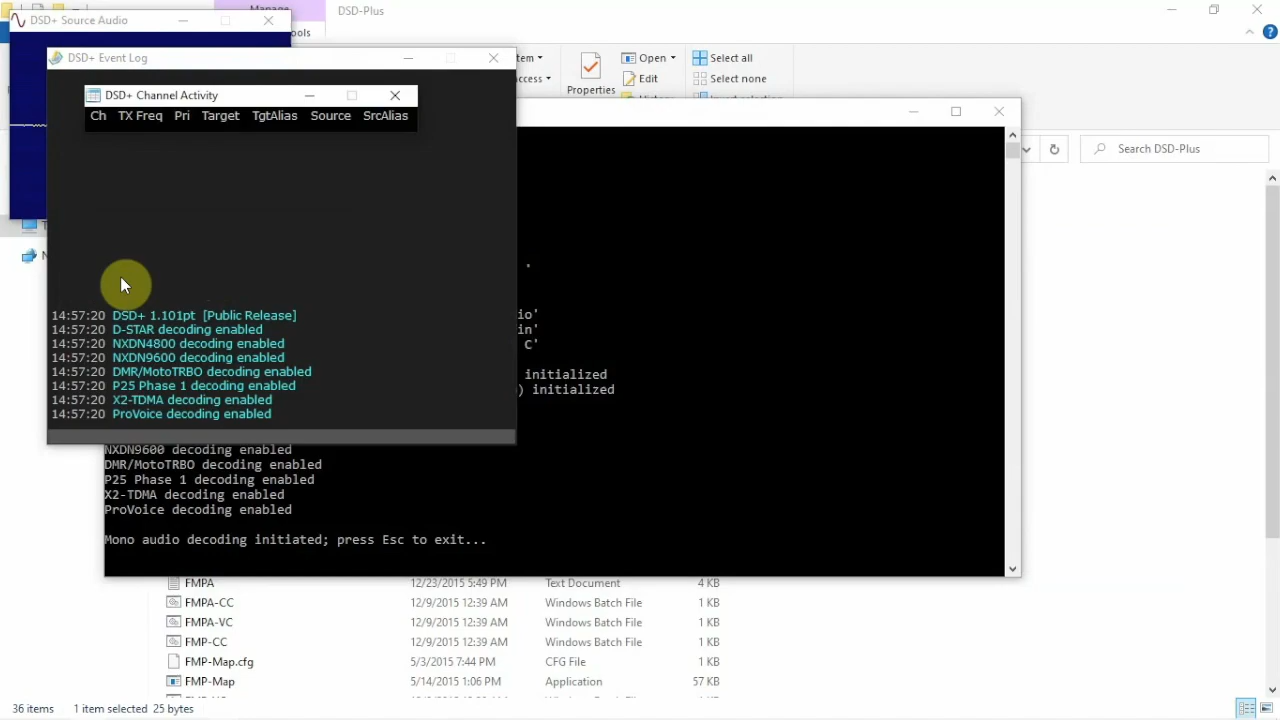 Manage
DSD-Plus
DSD+ Source Audio
ools
DSD+ Event Log
tem
Open
Select all
ccess
Edit
Select none
Properties
DSD+ Channel Activity
Ch TX Freq Pri Target TgtAlias Source SrcAlias
Search DSD-Plus
.
14:57:20 DSD+ 1.101pt [Public Release]
14:57:20 D-STAR decoding enabled
14:57:20 NXDN4800 decoding enabled
14:57:20 NXDN9600 decoding enabled
14:57:20 DMR/MotoTRBO decoding enabled
14:57:20 P25 Phase 1 decoding enabled
14:57:20 X2-TDMA decoding enabled
14:57:20 ProVoice decoding enabled
io'
in'
C'
initialized
) initialized
NXDN9600 decoding enabled
DMR/MotoTRBO decoding enabled
P25 Phase 1 decoding enabled
X2-TDMA decoding enabled
ProVoice decoding enabled
Mono audio decoding initiated; press Esc to exit...
FMPA 12/23/2015 5:49 PM Text Document 4 KB
FMPA-CC 12/9/2015 12:39 AM Windows Batch File 1 KB
FMPA-VC 12/9/2015 12:39 AM Windows Batch File 1 KB
FMP-CC 12/9/2015 12:39 AM Windows Batch File 1 KB
FMP-Map.cfg 5/3/2015 7:44 PM CFG File 1 KB
FMP-Map 5/14/2015 1:06 PM Application 57 KB
36 items 1 item selected 25 bytes